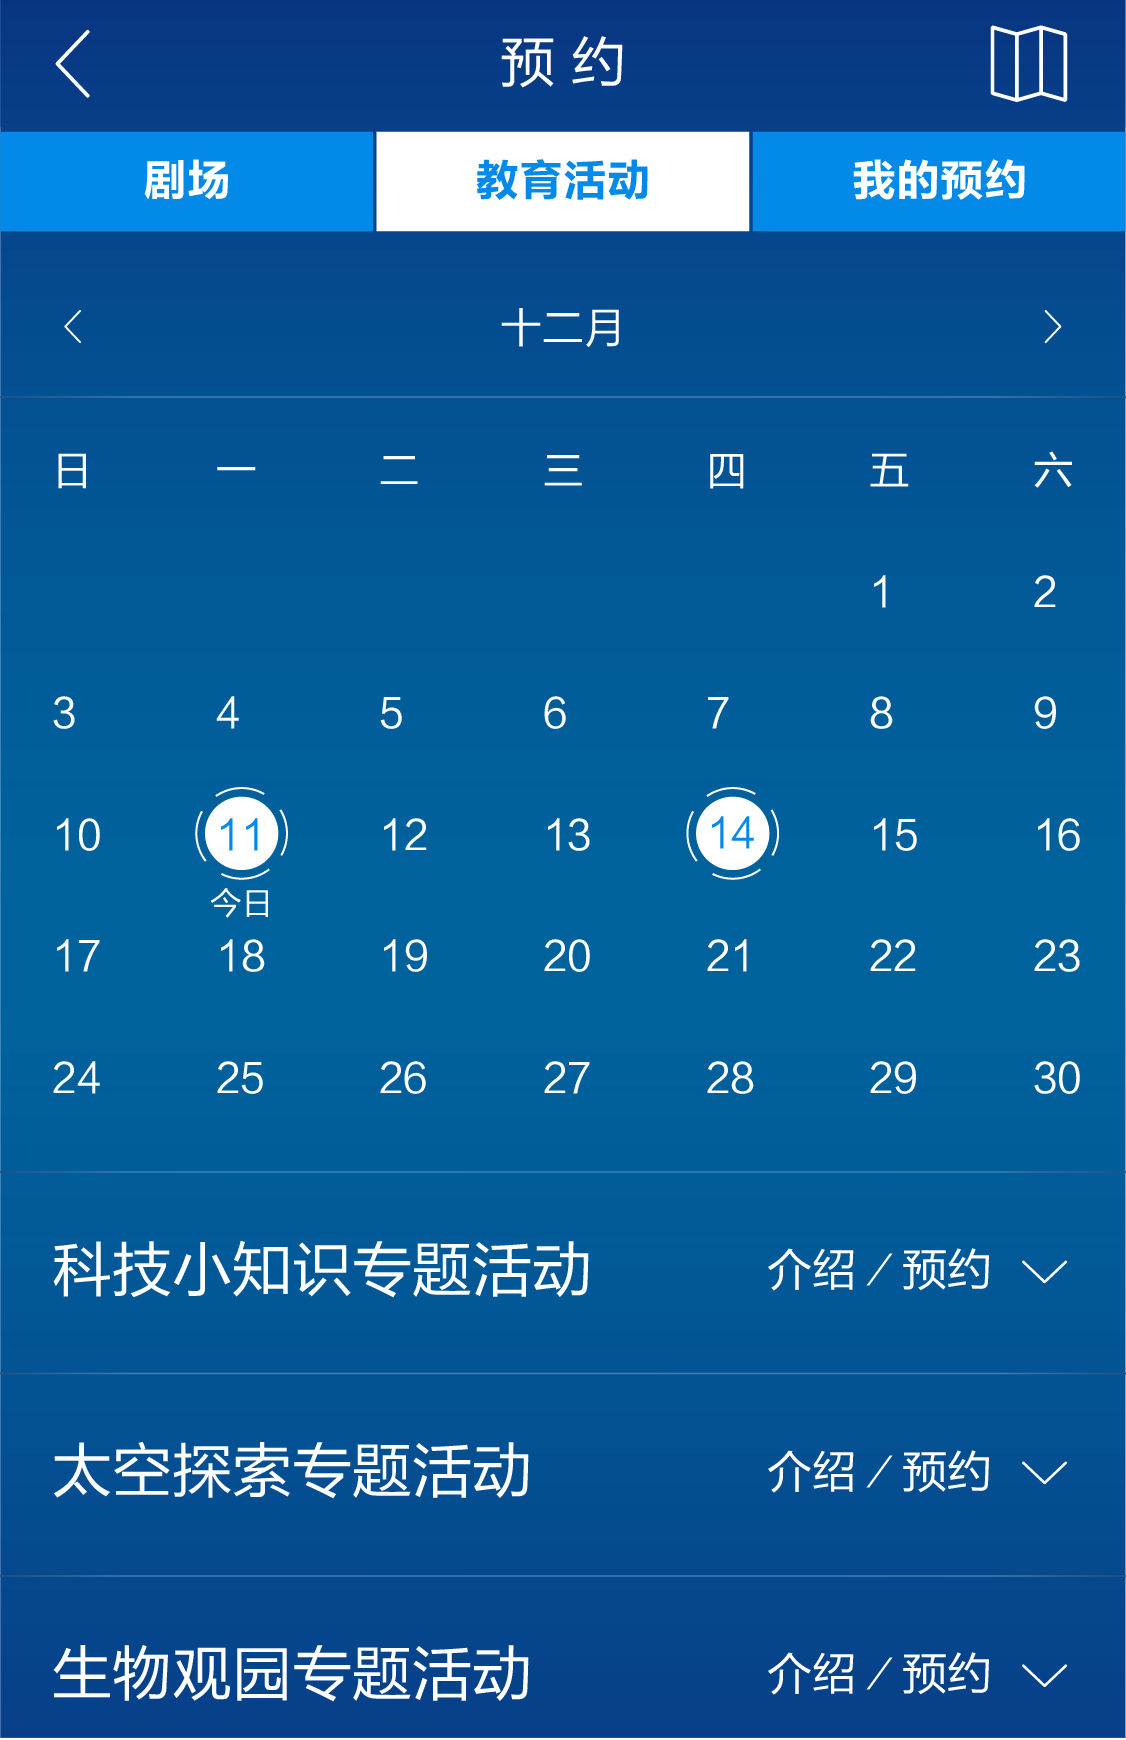 预约
剧场 教育活动 我的预约
十二月
日 一 二 三 四 五 六
1 2
3 4 5 6 7 8 9
10 11 12 13 14 15 16
今日
17 18 19 20 21 22 23
24 25 26 27 28 29 30
科技小知识专题活动 介绍 / 预约
太空探索专题活动 介绍 / 预约
生物观园专题活动 介绍 / 预约